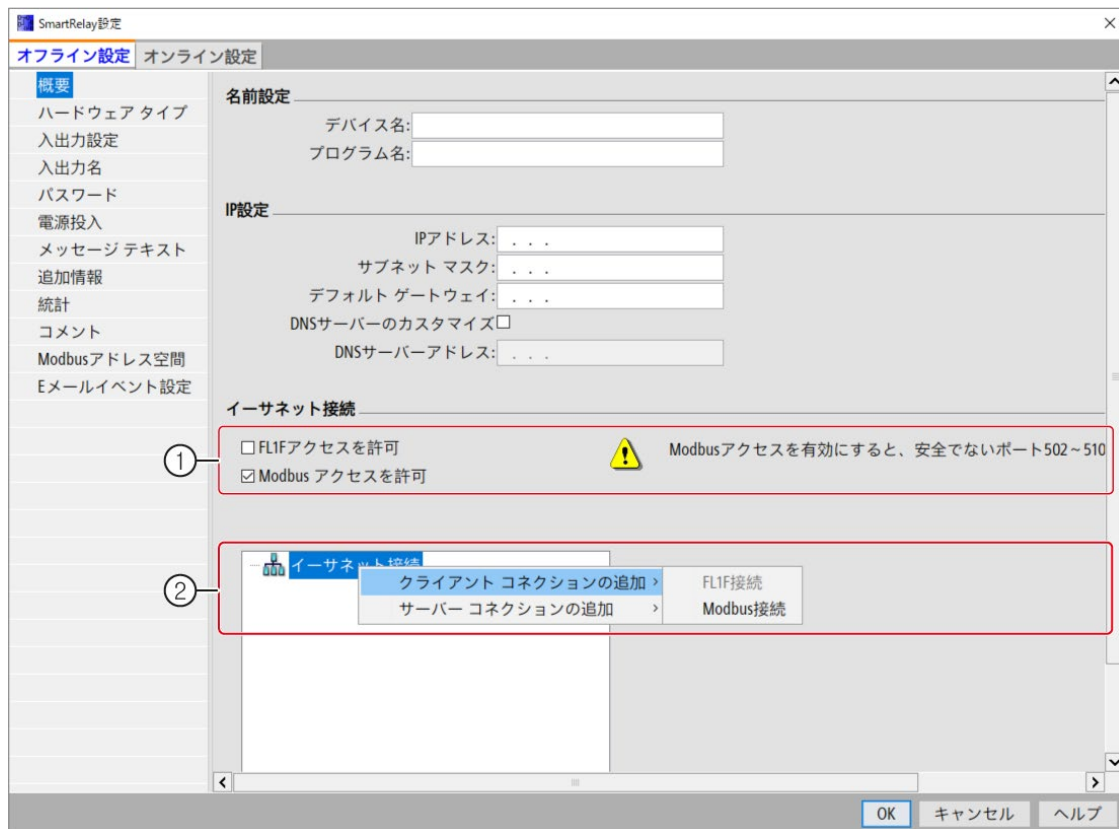 SmartRelay設定
オフライン設定 オンライン設定
概要
ハードウェア タイプ
入出力設定
入出力名
パスワード
電源投入
メッセージ テキスト
追加情報
統計
コメント
Modbusアドレス空間
Eメールイベント設定
名前設定
デバイス名:
プログラム名:
IP設定
IPアドレス: . . .
サブネット マスク: . . .
デフォルト ゲートウェイ: . . .
DNSサーバーのカスタマイズ
DNSサーバーアドレス: . . .
イーサネット接続
①
FL1Fアクセスを許可
Modbusアクセスを有効にすると、安全でないポート502~510
Modbus アクセスを許可
②
イーサネット接続
クライアント コネクションの追加 FL1F接続
サーバー コネクションの追加 Modbus接続
OK キャンセル ヘルプ